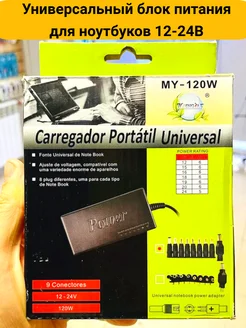 Универсальный блок питания
для ноутбуков 12-24В
MY-120W
Carregador Portátil Universal
Fonte Universal de Note Book
Ajuste de voltagem, compatível com
uma variedade enorme de aparelhos
8 plug diferentes, uma para cada tipo
de Note Book
POWER RATING
Power
9 Conectores
12 - 24V
120W
Universal notebook power adapter